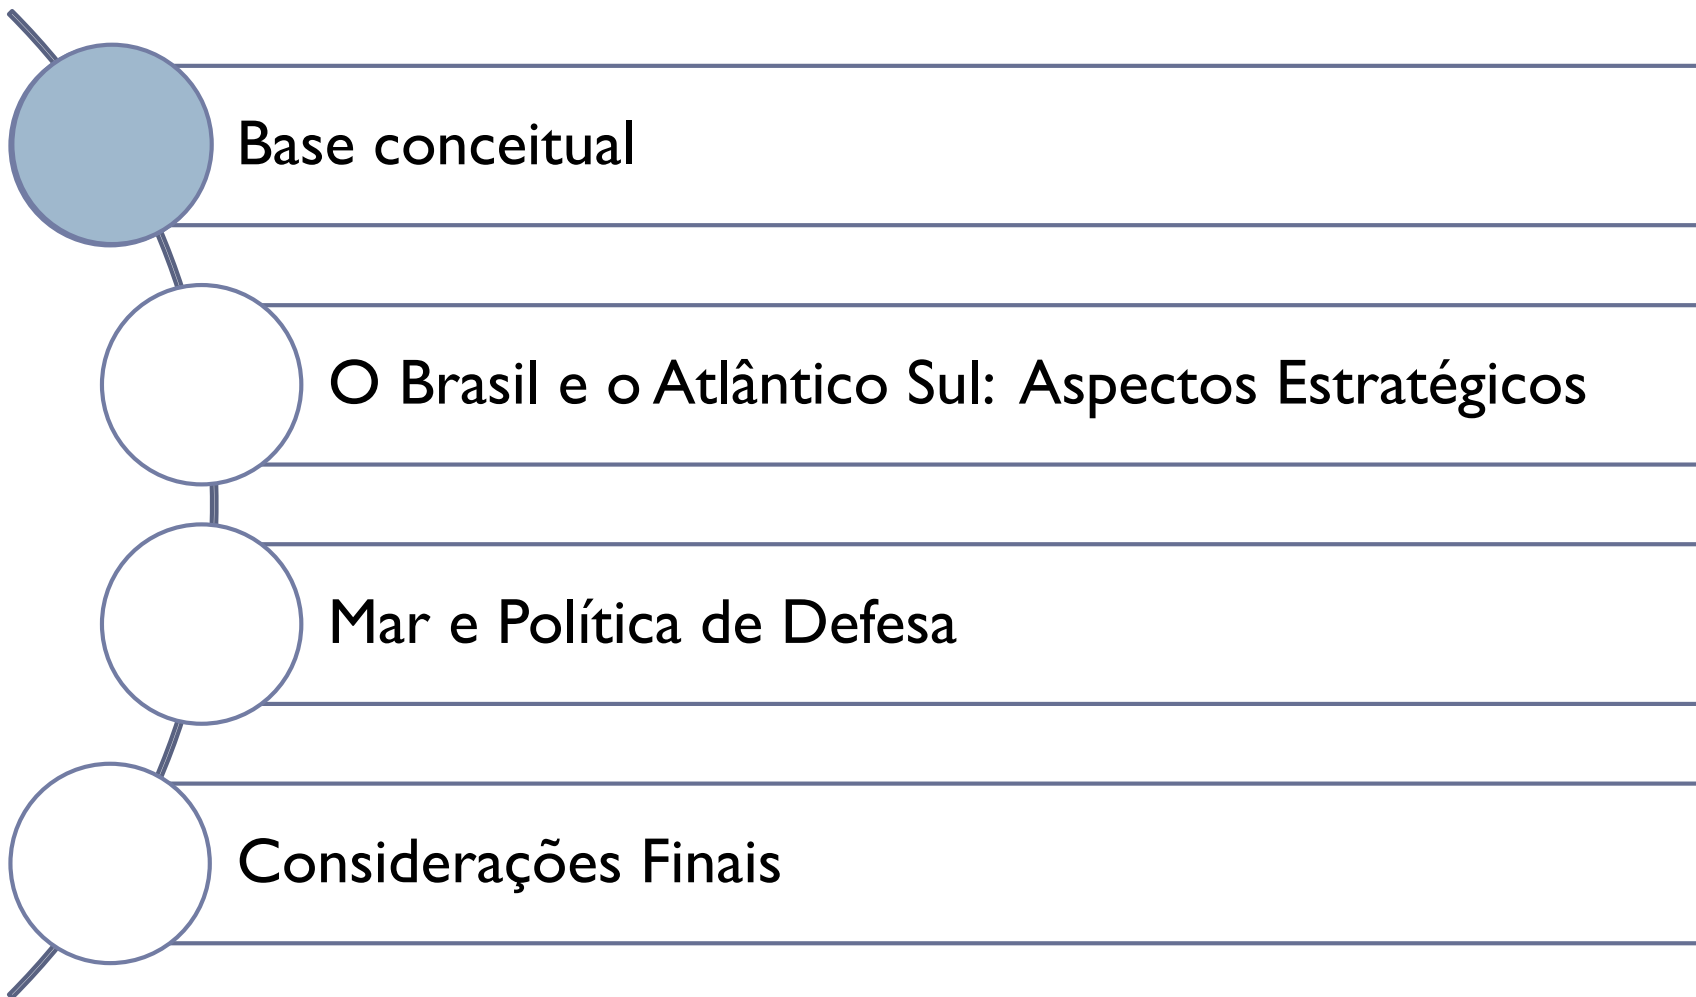 Base conceitual
O Brasil e o Atlântico Sul: Aspectos Estratégicos
Mar e Política de Defesa
Considerações Finais